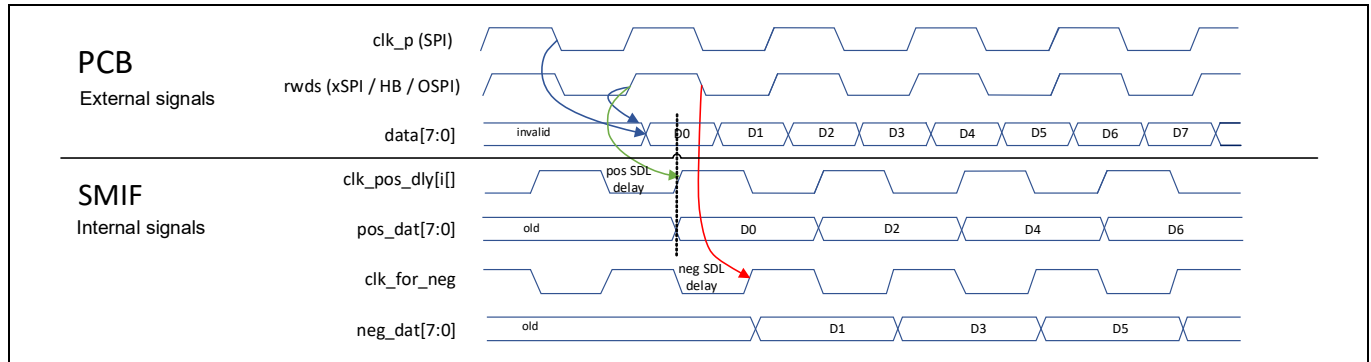 PCB
External signals
clk_p (SPI)
rwds (xSPI / HB / OSPI)
data[7:0]
invalid D0 D1 D2 D3 D4 D5 D6 D7
SMIF
Internal signals
clk_pos_dly[i[]
pos SDL
delay
pos_dat[7:0]
old D0 D2 D4 D6
clk_for_neg
neg SDL
delay
neg_dat[7:0]
old D1 D3 D5